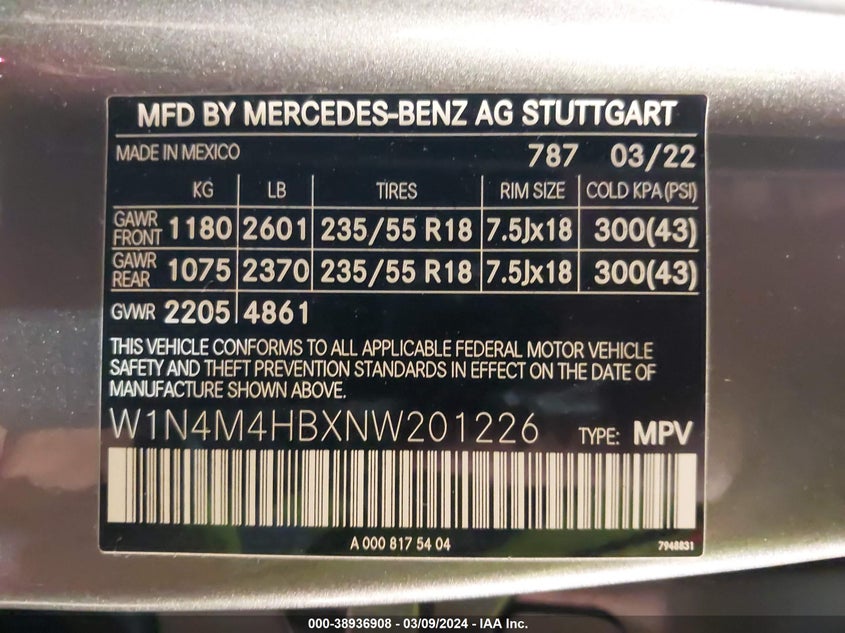 MFD BY MERCEDES-BENZ AG STUTTGART
MADE IN MEXICO 787 03/22
KG LB TIRES RIM SIZE COLD KPA (PSI)
GAWR FRONT 1180 2601 235/55 R18 7.5Jx18 300(43)
GAWR REAR 1075 2370 235/55 R18 7.5Jx18 300(43)
GVWR 2205 4861
THIS VEHICLE CONFORMS TO ALL APPLICABLE FEDERAL MOTOR VEHICLE
SAFETY AND THEFT PREVENTION STANDARDS IN EFFECT ON THE DATE OF
MANUFACTURE SHOWN ABOVE.
W1N4M4HBXNW201226 TYPE: MPV
A 000 817 54 04 7948831
000-38936908 - 03/09/2024 - IAA Inc.